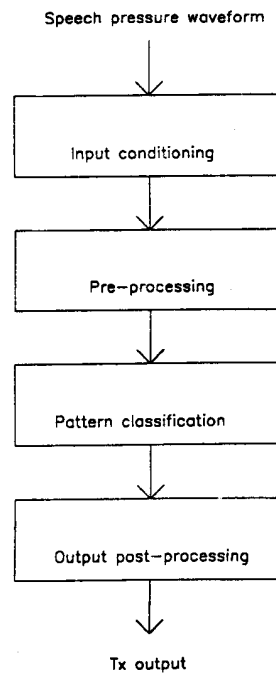 Speech pressure waveform
Input conditioning
Pre-processing
Pattern classification
Output post-processing
Tx output